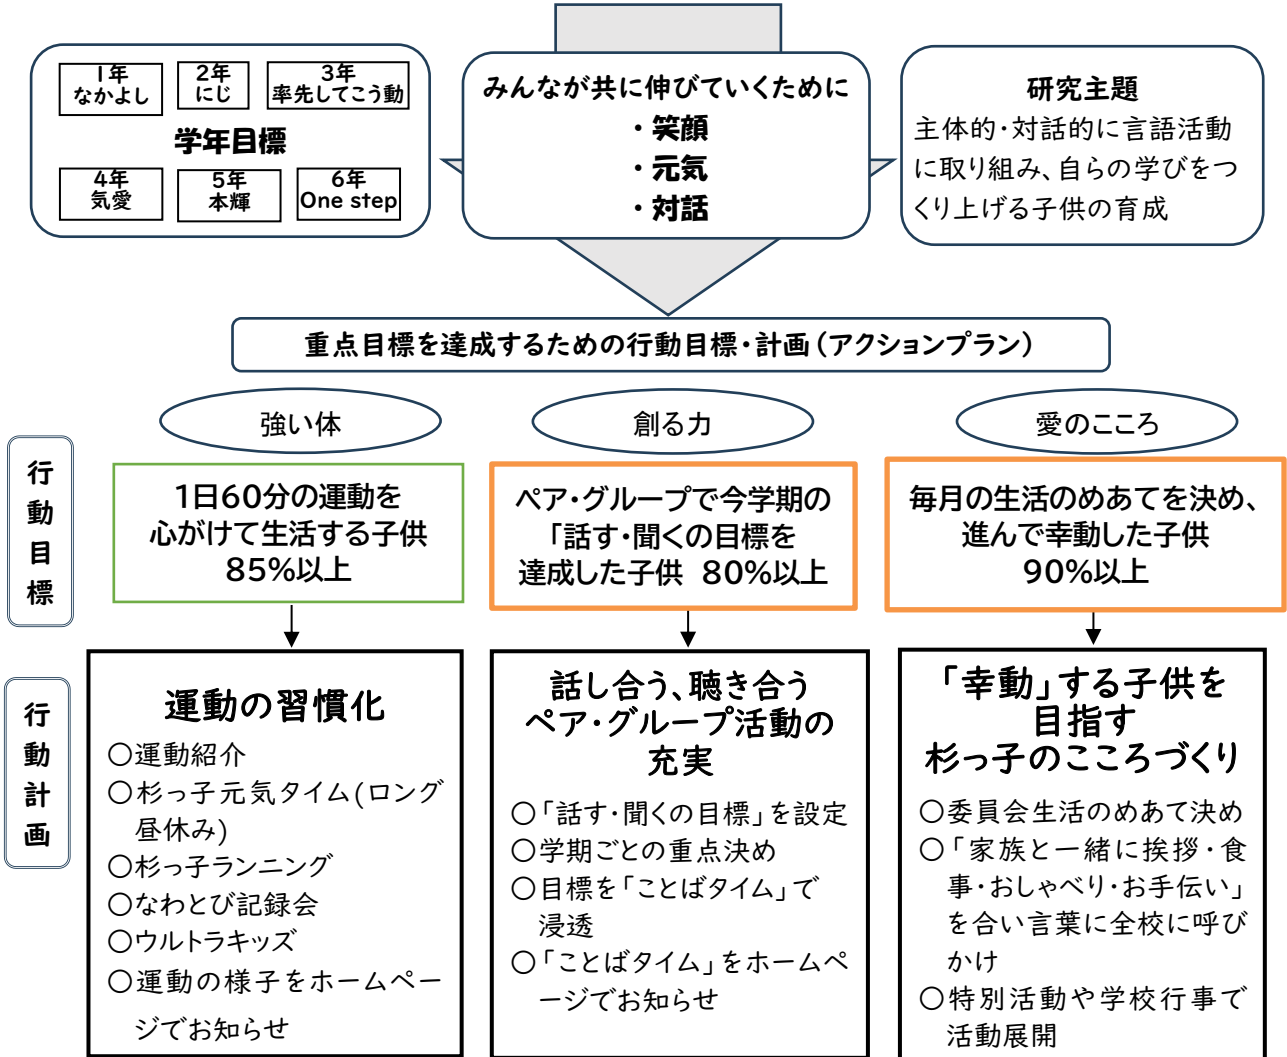 1年
なかよし
2年
にじ
3年
率先してこう動
学年目標
4年
気愛
5年
本輝
6年
One step
みんなが共に伸びていくために
・笑顔
・元気
・対話
研究主題
主体的・対話的に言語活動
に取り組み、自らの学びをつ
くり上げる子供の育成
重点目標を達成するための行動目標・計画(アクションプラン)
強い体
創る力
愛のこころ
行動目標
1日60分の運動を
心がけて生活する子供
85%以上
ペア・グループで今学期の
「話す・聞くの目標を
達成した子供 80%以上
毎月の生活のめあてを決め、
進んで幸動した子供
90%以上
行動計画
運動の習慣化
○運動紹介
○杉っ子元気タイム(ロング
昼休み)
○杉っ子ランニング
○なわとび記録会
○ウルトラキッズ
○運動の様子をホームペー
ジでお知らせ
話し合う、聴き合う
ペア・グループ活動の
充実
○「話す・聞くの目標」を設定
○学期ごとの重点決め
○目標を「ことばタイム」で
浸透
○「ことばタイム」をホームペ
ージでお知らせ
「幸動」する子供を
目指す
杉っ子のこころづくり
○委員会生活のめあて決め
○「家族と一緒に挨拶・食
事・おしゃべり・お手伝い」
を合い言葉に全校に呼び
かけ
○特別活動や学校行事で
活動展開